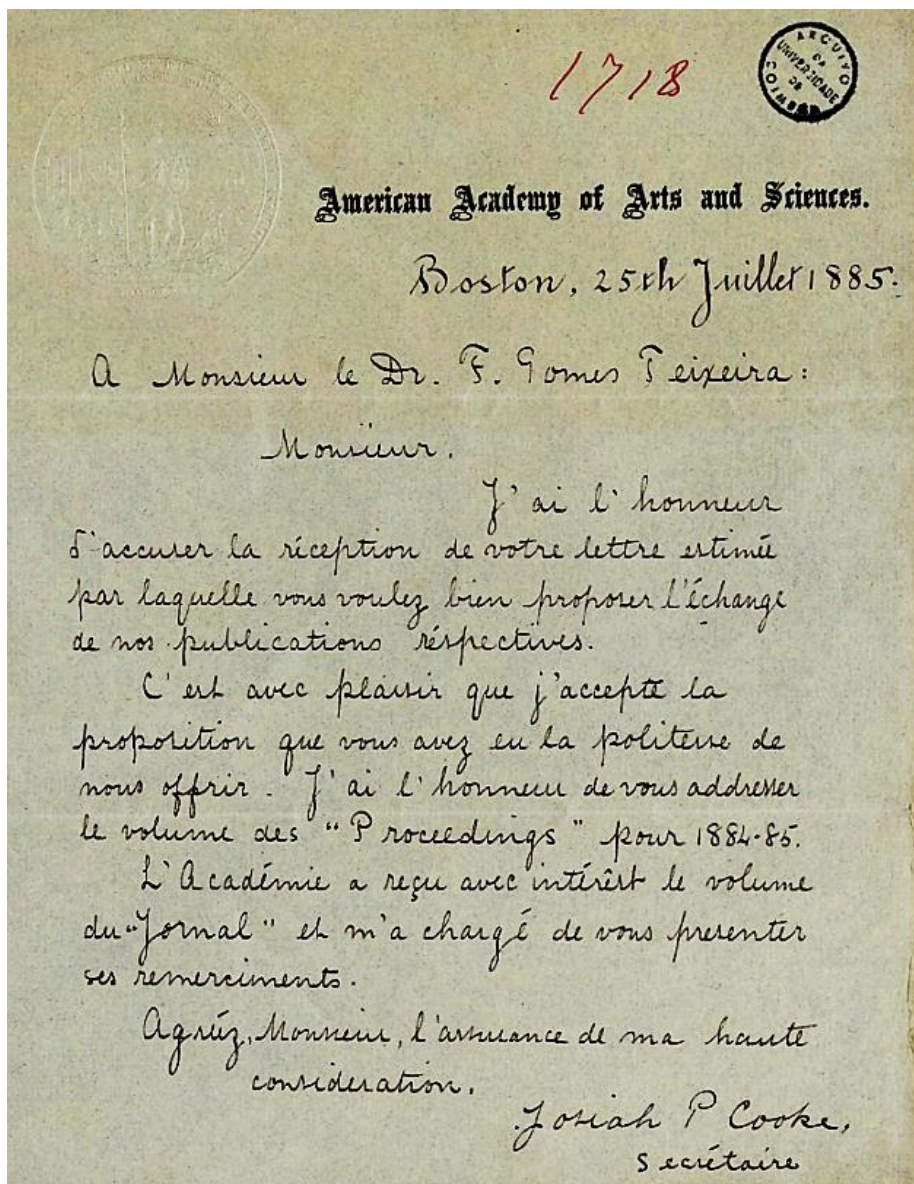 1718
ARQUIVO DA UNIVERSIDADE DE COIMBRA
American Academy of Arts and Sciences.
Boston, 25th Juillet 1885.
A Monsieur le Dr. F. Gomes Teixeira:
Monsieur.
J'ai l'honneur
d'accuser la réception de votre lettre estimée
par laquelle vous voulez bien proposer l'échange
de nos publications réspectives.
C'est avec plaisir que j'accepte la
proposition que vous avez eu la politesse de
nous offrir. J'ai l'honneur de vous addresser
le volume des "Proceedings" pour 1884-85.
L'Académie a reçu avec intérêst le volume
du "Jornal" et m'a chargé de vous presenter
ses remerciments.
Agréez, Monsieur, l'assurance de ma haute
consideration.
Josiah P Cooke,
Secrétaire